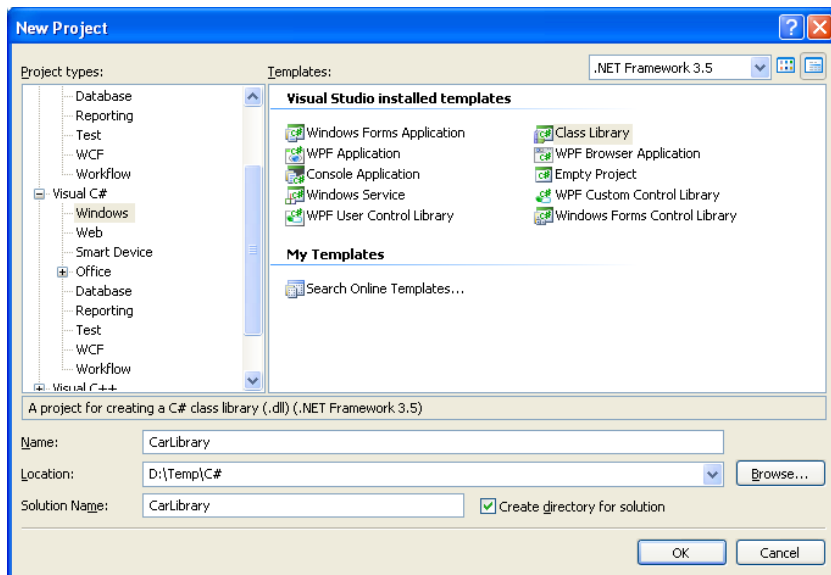 New Project
Project types:
Templates:
.NET Framework 3.5
Database
Reporting
Test
WCF
Workflow
Visual C#
Windows
Web
Smart Device
Office
Database
Reporting
Test
WCF
Workflow
Visual C++
Visual Studio installed templates
Windows Forms Application
Class Library
WPF Application
WPF Browser Application
Console Application
Empty Project
Windows Service
WPF Custom Control Library
WPF User Control Library
Windows Forms Control Library
My Templates
Search Online Templates...
A project for creating a C# class library (.dll) (.NET Framework 3.5)
Name:
CarLibrary
Location:
D:\Temp\C#
Browse...
Solution Name:
CarLibrary
Create directory for solution
OK
Cancel